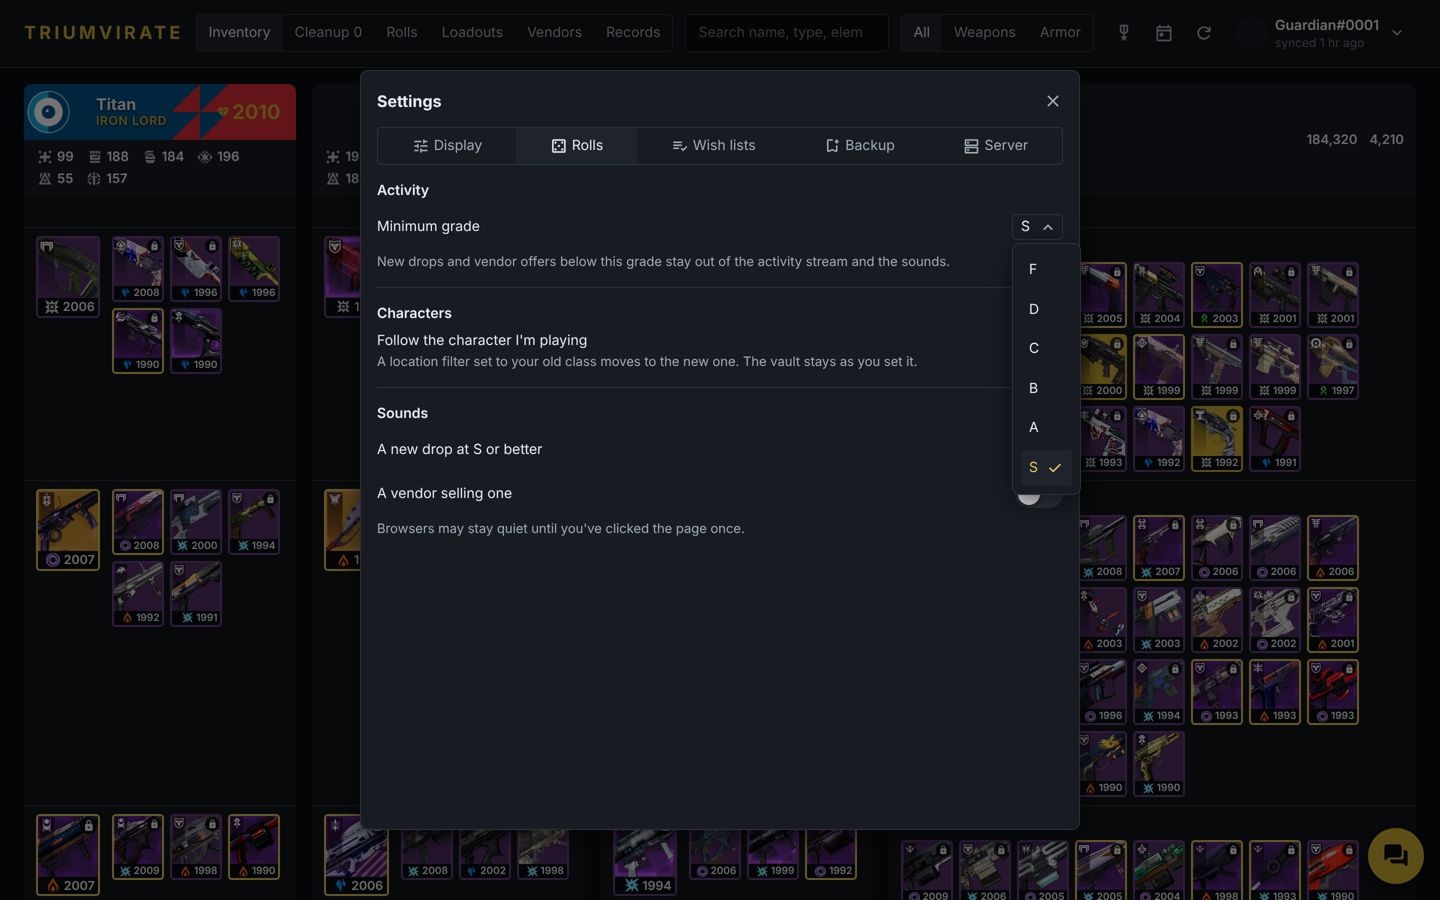 TRIUMVIRATE
Inventory
Cleanup 0
Rolls
Loadouts
Vendors
Records
Search name, type, elem
All
Weapons
Armor
Guardian#0001
synced 1 hr ago
Titan
IRON LORD
2010
99 188 184 196
55 157
184,320 4,210
Settings
Display
Rolls
Wish lists
Backup
Server
Activity
Minimum grade
S
New drops and vendor offers below this grade stay out of the activity stream and the sounds.
F
D
C
B
A
S
Characters
Follow the character I'm playing
A location filter set to your old class moves to the new one. The vault stays as you set it.
Sounds
A new drop at S or better
A vendor selling one
Browsers may stay quiet until you've clicked the page once.
2006 2008 1996 1996
1990 1990
2005 2004 2003 2001 2001
2000 1999 1999 1999 1997
1993 1992 1992 1991
2007 2008 2000 1994
1992 1991
2008 2007 2006 2006 2006
2003 2003 2002 2002 2001
1996 1994 1993 1993 1993
1990 1990
2007 2009 1998 1990
2006 2008 2002 1998
1994 2006 1999 1992
2009 2006 2005 2005 2004 1998 1993 1990